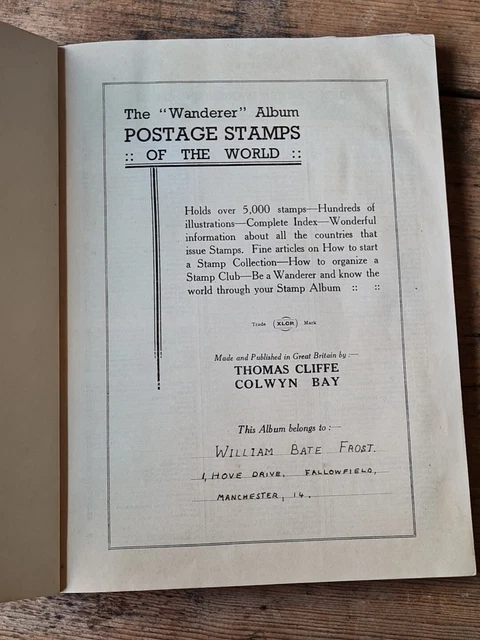 The "Wanderer" Album
POSTAGE STAMPS
:: OF THE WORLD ::
Holds over 5,000 stamps—Hundreds of
illustrations—Complete Index—Wonderful
information about all the countries that
issue Stamps. Fine articles on How to start
a Stamp Collection—How to organize a
Stamp Club—Be a Wanderer and know the
world through your Stamp Album :: ::
Trade XLCR Mark
Made and Published in Great Britain by :—
THOMAS CLIFFE
COLWYN BAY
This Album belongs to :—
WILLIAM BATE FROST.
1, HOVE DRIVE, FALLOWFIELD,
MANCHESTER, 14.